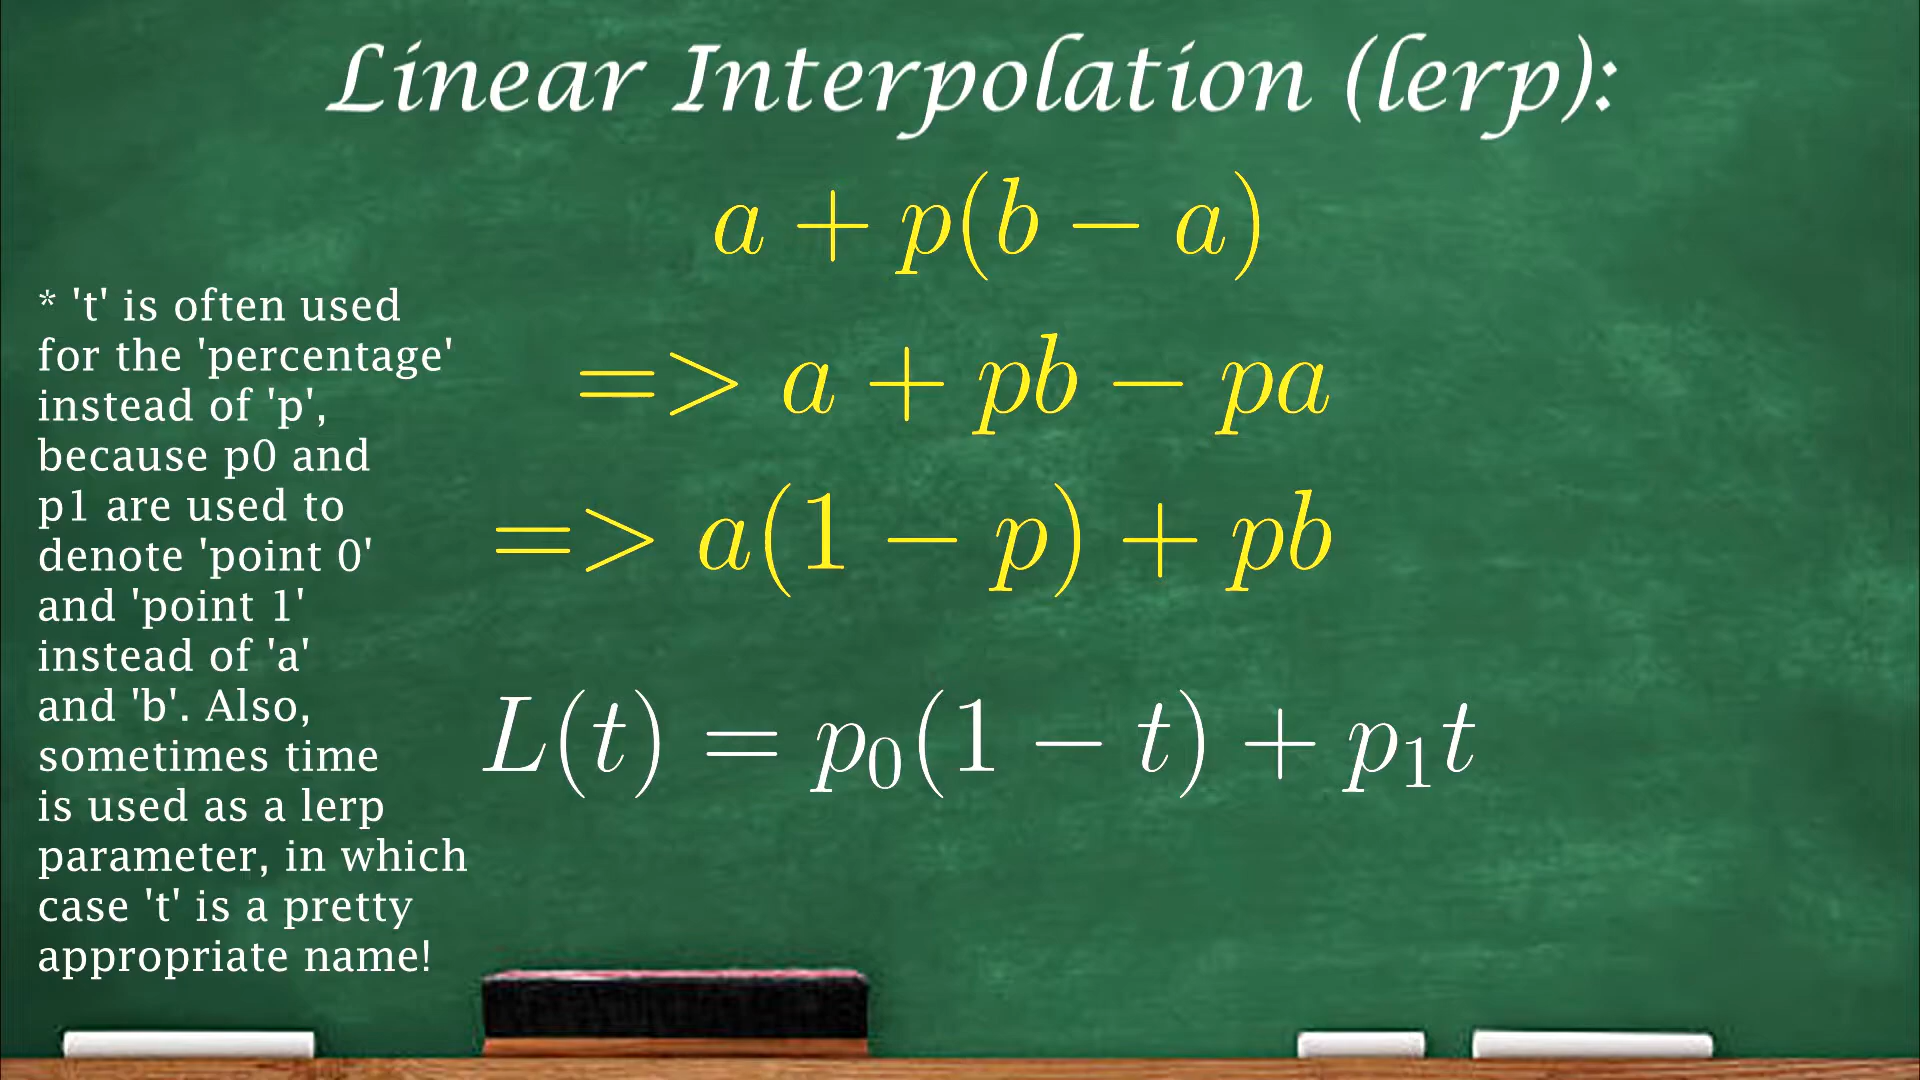 Linear Interpolation (lerp):
a + p(b − a)
=> a + pb − pa
=> a(1 − p) + pb
L(t) = p₀(1 − t) + p₁t
* 't' is often used
for the 'percentage'
instead of 'p',
because p0 and
p1 are used to
denote 'point 0'
and 'point 1'
instead of 'a'
and 'b'. Also,
sometimes time
is used as a lerp
parameter, in which
case 't' is a pretty
appropriate name!